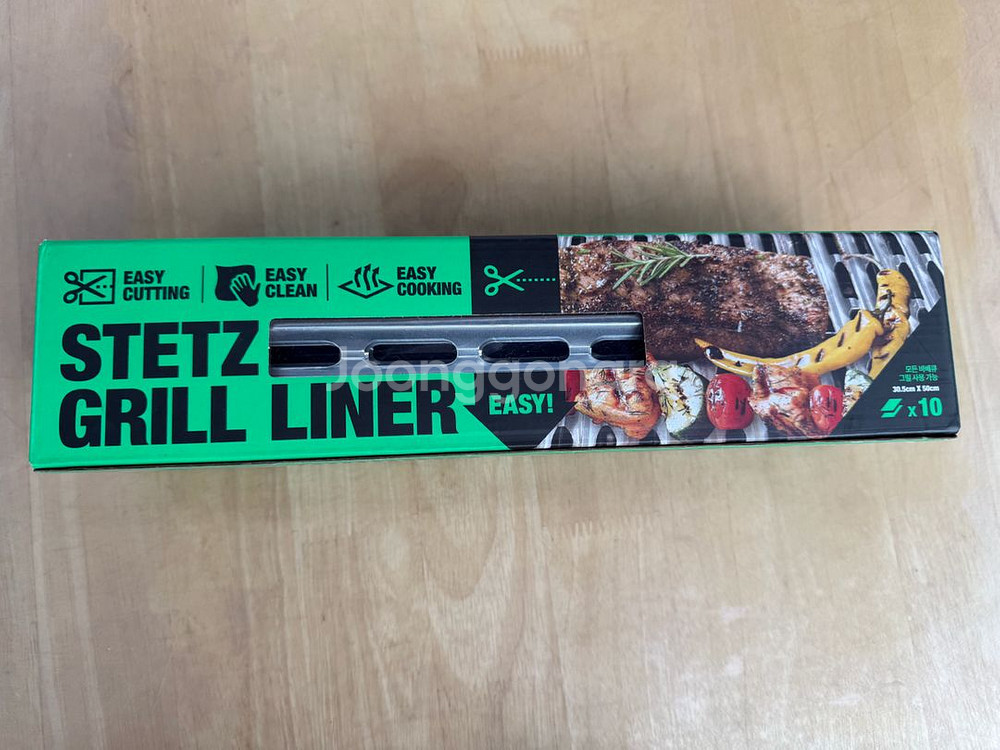 EASY
CUTTING
EASY
CLEAN
EASY
COOKING
STETZ
GRILL LINER
EASY!
모든 바베큐
그릴 사용 가능
30.5cm X 50cm
x10
Joonggonara